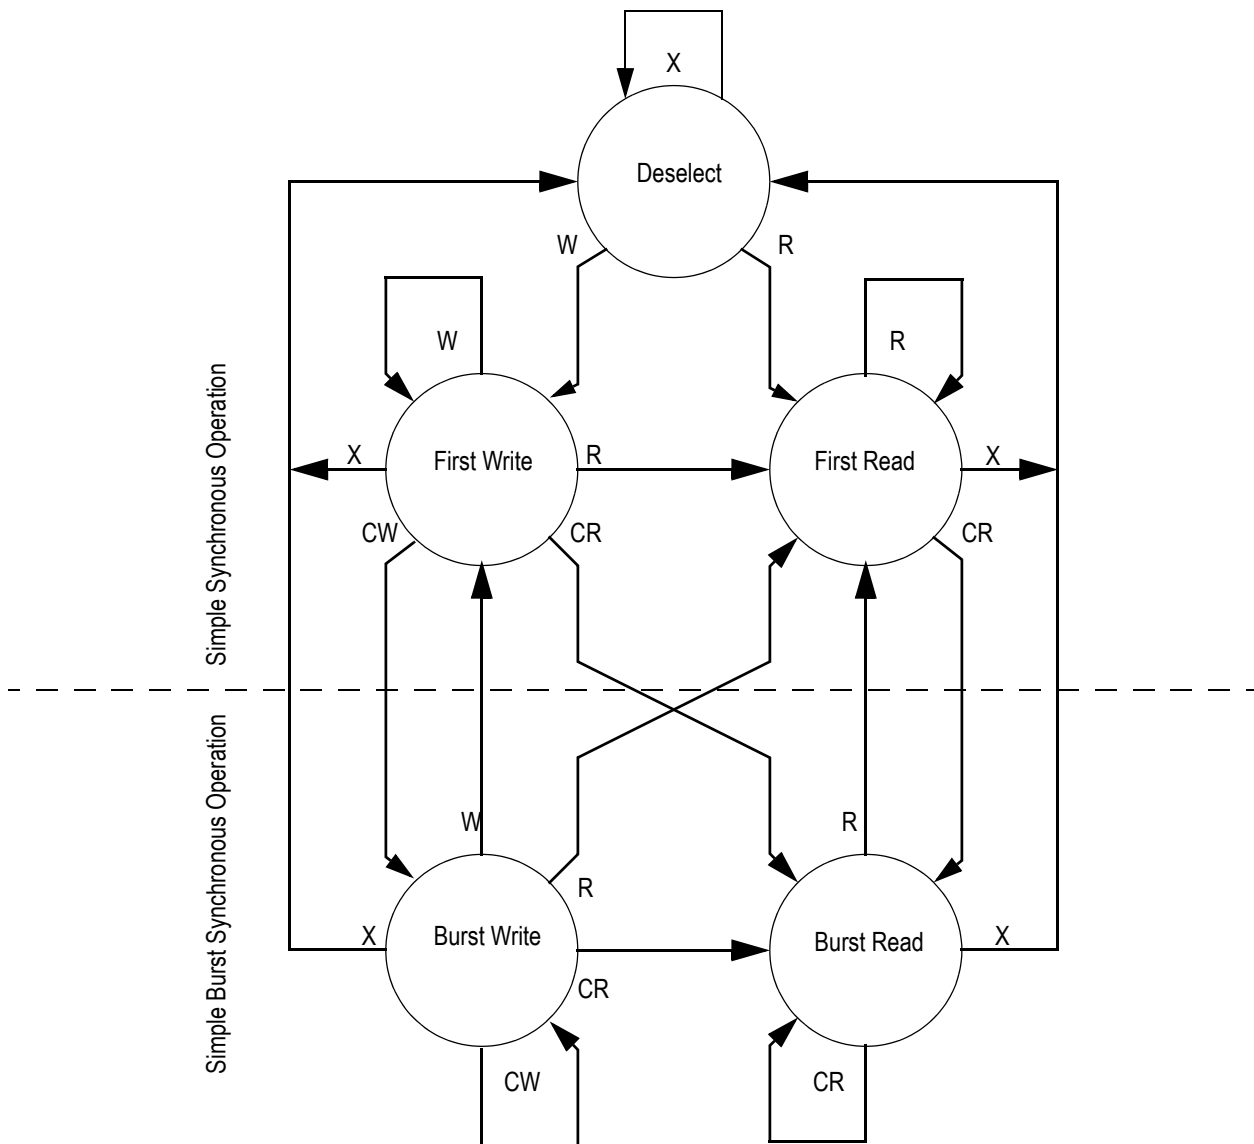 X
Deselect
W
R
W
R
Simple Synchronous Operation
X
First Write
R
First Read
X
CW
CR
CR
Simple Burst Synchronous Operation
W
R
R
X
Burst Write
Burst Read
X
CR
CW
CR